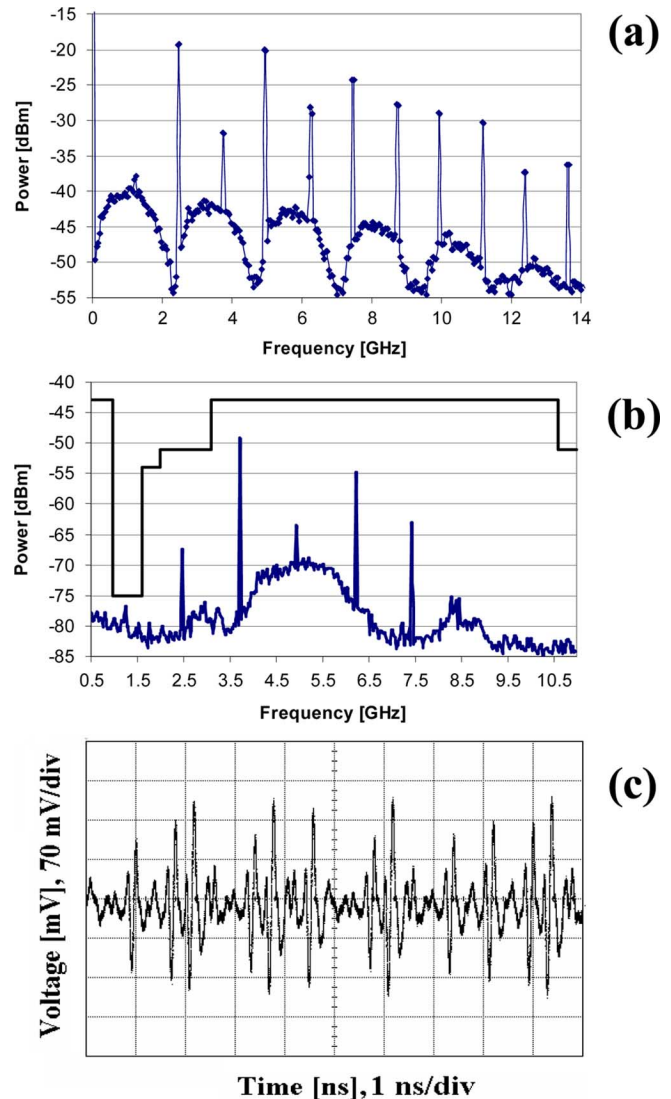 (a)
Power [dBm]
-15
-20
-25
-30
-35
-40
-45
-50
-55
0 2 4 6 8 10 12 14
Frequency [GHz]
(b)
Power [dBm]
-40
-45
-50
-55
-60
-65
-70
-75
-80
-85
0.5 1.5 2.5 3.5 4.5 5.5 6.5 7.5 8.5 9.5 10.5
Frequency [GHz]
(c)
Voltage [mV], 70 mV/div
Time [ns], 1 ns/div